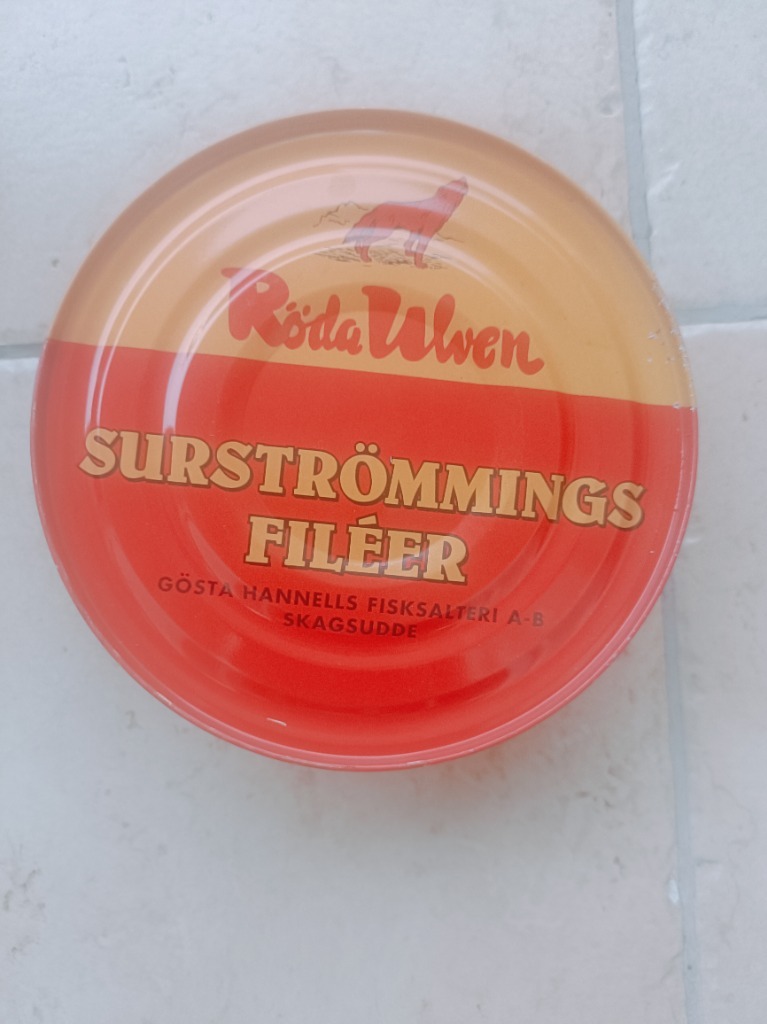 Röda Ulven
SURSTRÖMMINGS
FILÉER
GÖSTA HANNELLS FISKSALTERI A-B
SKAGSUDDE